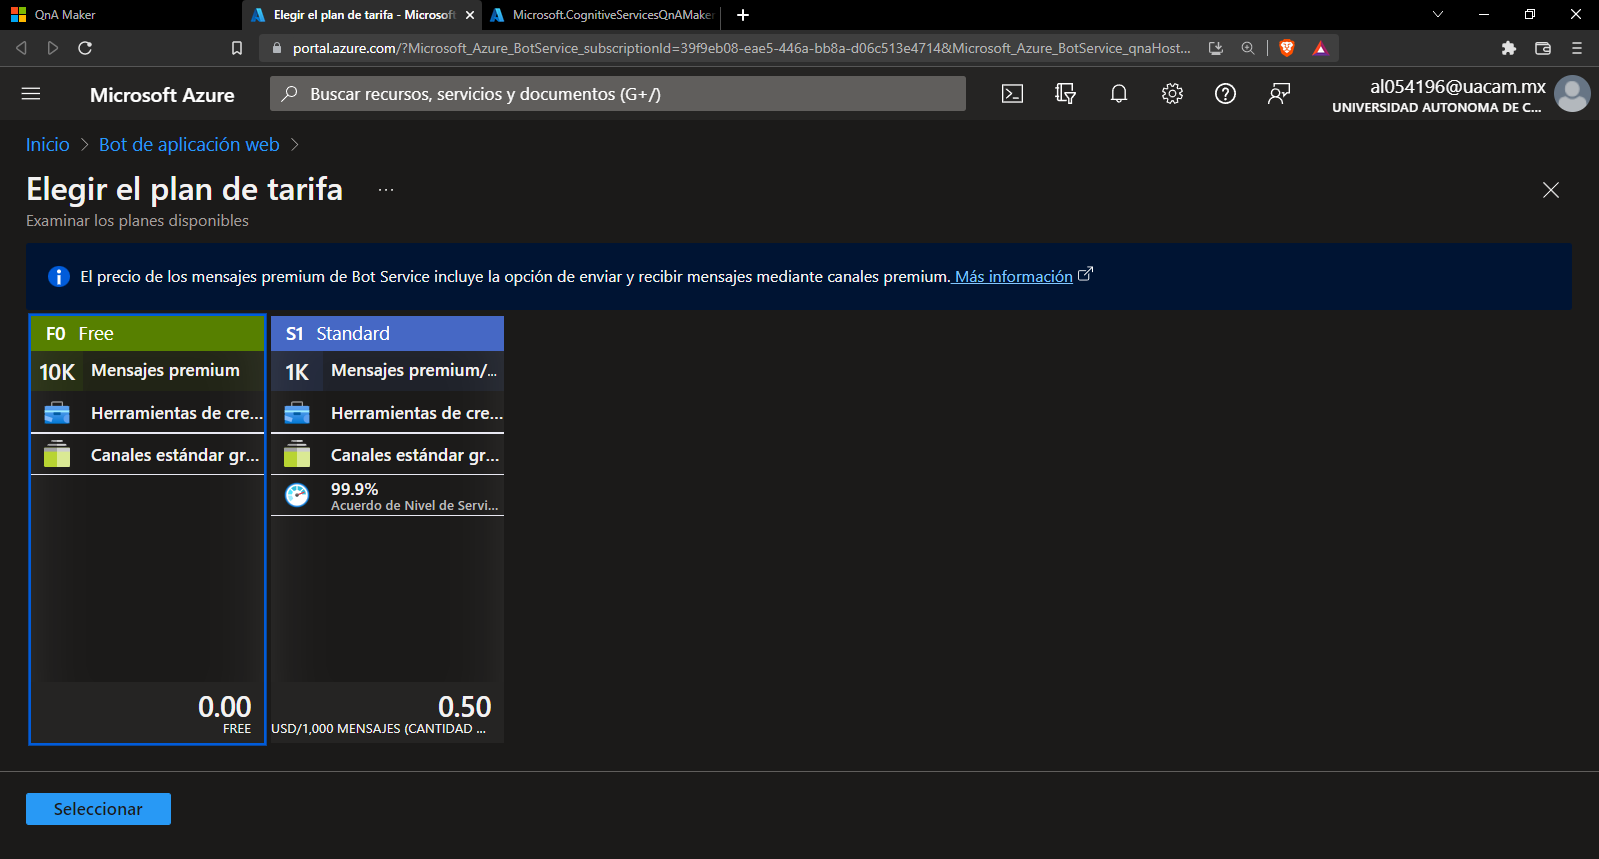 QnA Maker
Elegir el plan de tarifa - Microsoft
Microsoft.CognitiveServicesQnAMaker
portal.azure.com/?Microsoft_Azure_BotService_subscriptionId=39f9eb08-eae5-446a-bb8a-d06c513e4714&Microsoft_Azure_BotService_qnaHost...
Microsoft Azure
Buscar recursos, servicios y documentos (G+/)
al054196@uacam.mx
UNIVERSIDAD AUTONOMA DE C...
Inicio > Bot de aplicación web >
Elegir el plan de tarifa ...
Examinar los planes disponibles
El precio de los mensajes premium de Bot Service incluye la opción de enviar y recibir mensajes mediante canales premium. Más información
F0 Free
10K Mensajes premium
Herramientas de cre...
Canales estándar gr...
0.00
FREE
S1 Standard
1K Mensajes premium/...
Herramientas de cre...
Canales estándar gr...
99.9%
Acuerdo de Nivel de Servi...
0.50
USD/1,000 MENSAJES (CANTIDAD ...
Seleccionar